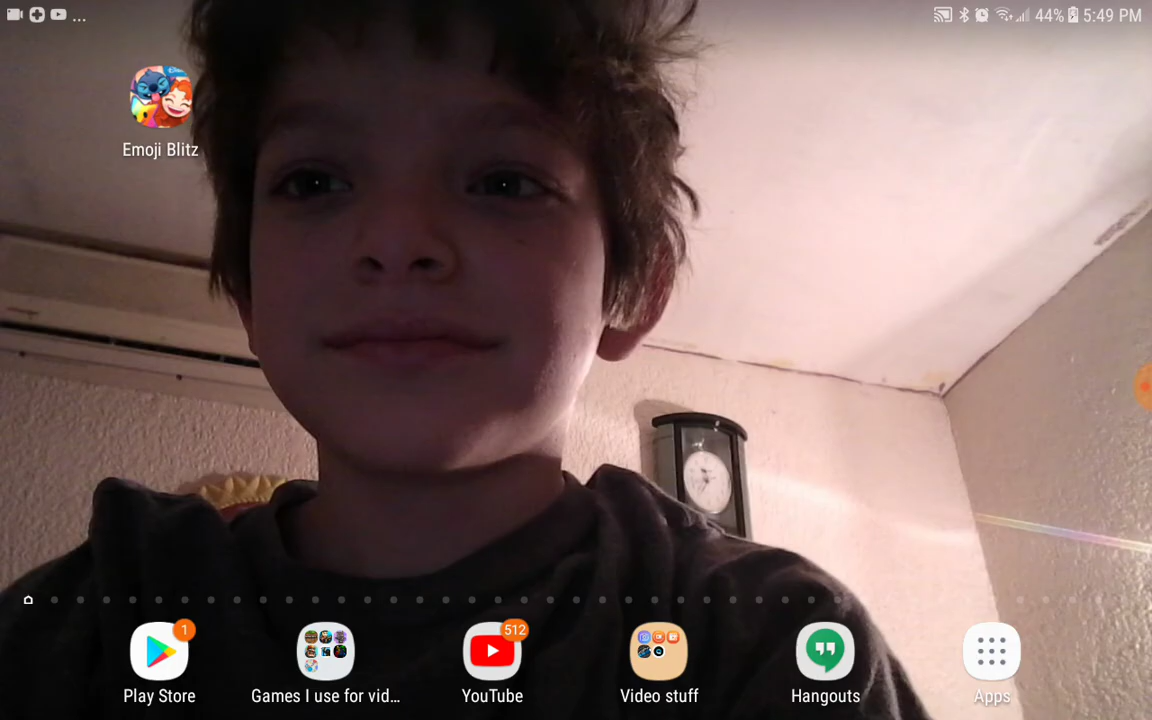 ... 44% 5:49 PM
Emoji Blitz
1
512
Play Store Games I use for vid... YouTube Video stuff Hangouts Apps